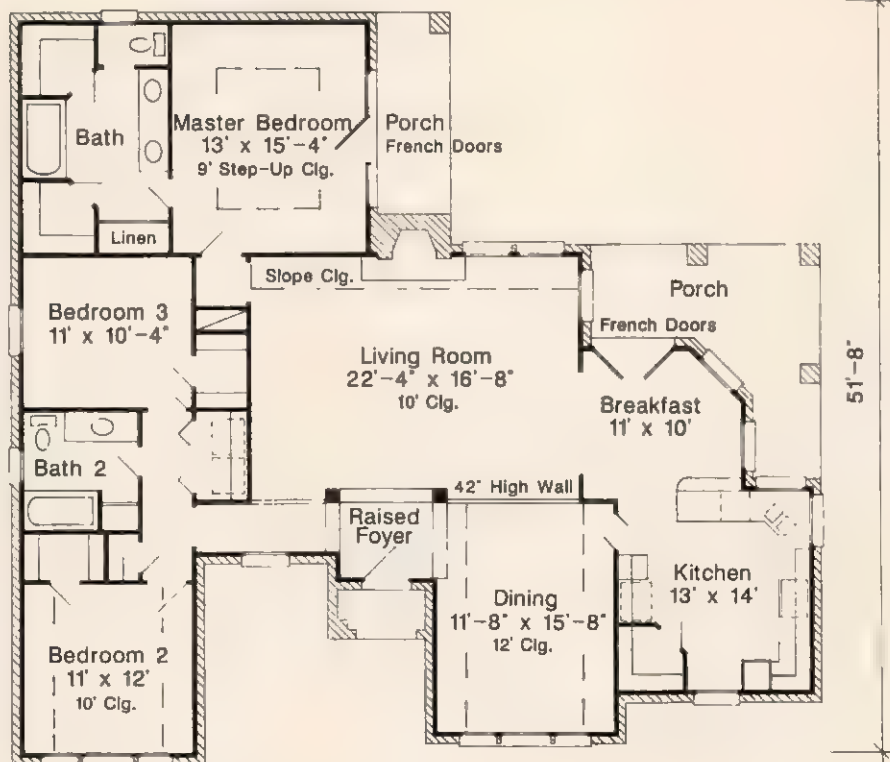 Bath
Master Bedroom
13' x 15'-4"
9' Step-Up Clg.
Porch
French Doors
Linen
Slope Clg.
Bedroom 3
11' x 10'-4"
Living Room
22'-4" x 16'-8"
10' Clg.
Porch
French Doors
Breakfast
11' x 10'
51'-8"
Bath 2
42" High Wall
Raised
Foyer
Kitchen
13' x 14'
Dining
11'-8" x 15'-8"
12' Clg.
Bedroom 2
11' x 12'
10' Clg.